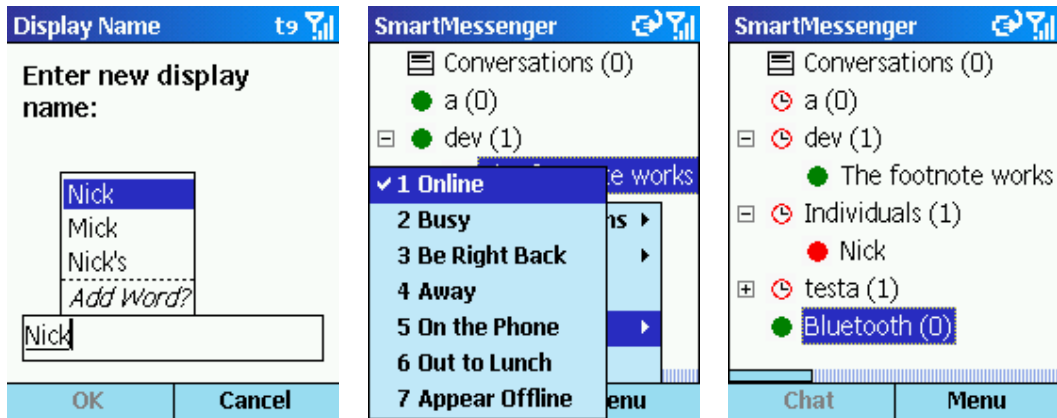 Display Name t9
Enter new display
name:
Nick
Mick
Nick's
Add Word?
Nick
OK Cancel
SmartMessenger
Conversations (0)
a (0)
dev (1)
e works
1 Online
2 Busy
ns
3 Be Right Back
4 Away
5 On the Phone
6 Out to Lunch
7 Appear Offline
enu
SmartMessenger
Conversations (0)
a (0)
dev (1)
The footnote works
Individuals (1)
Nick
testa (1)
Bluetooth (0)
Chat Menu